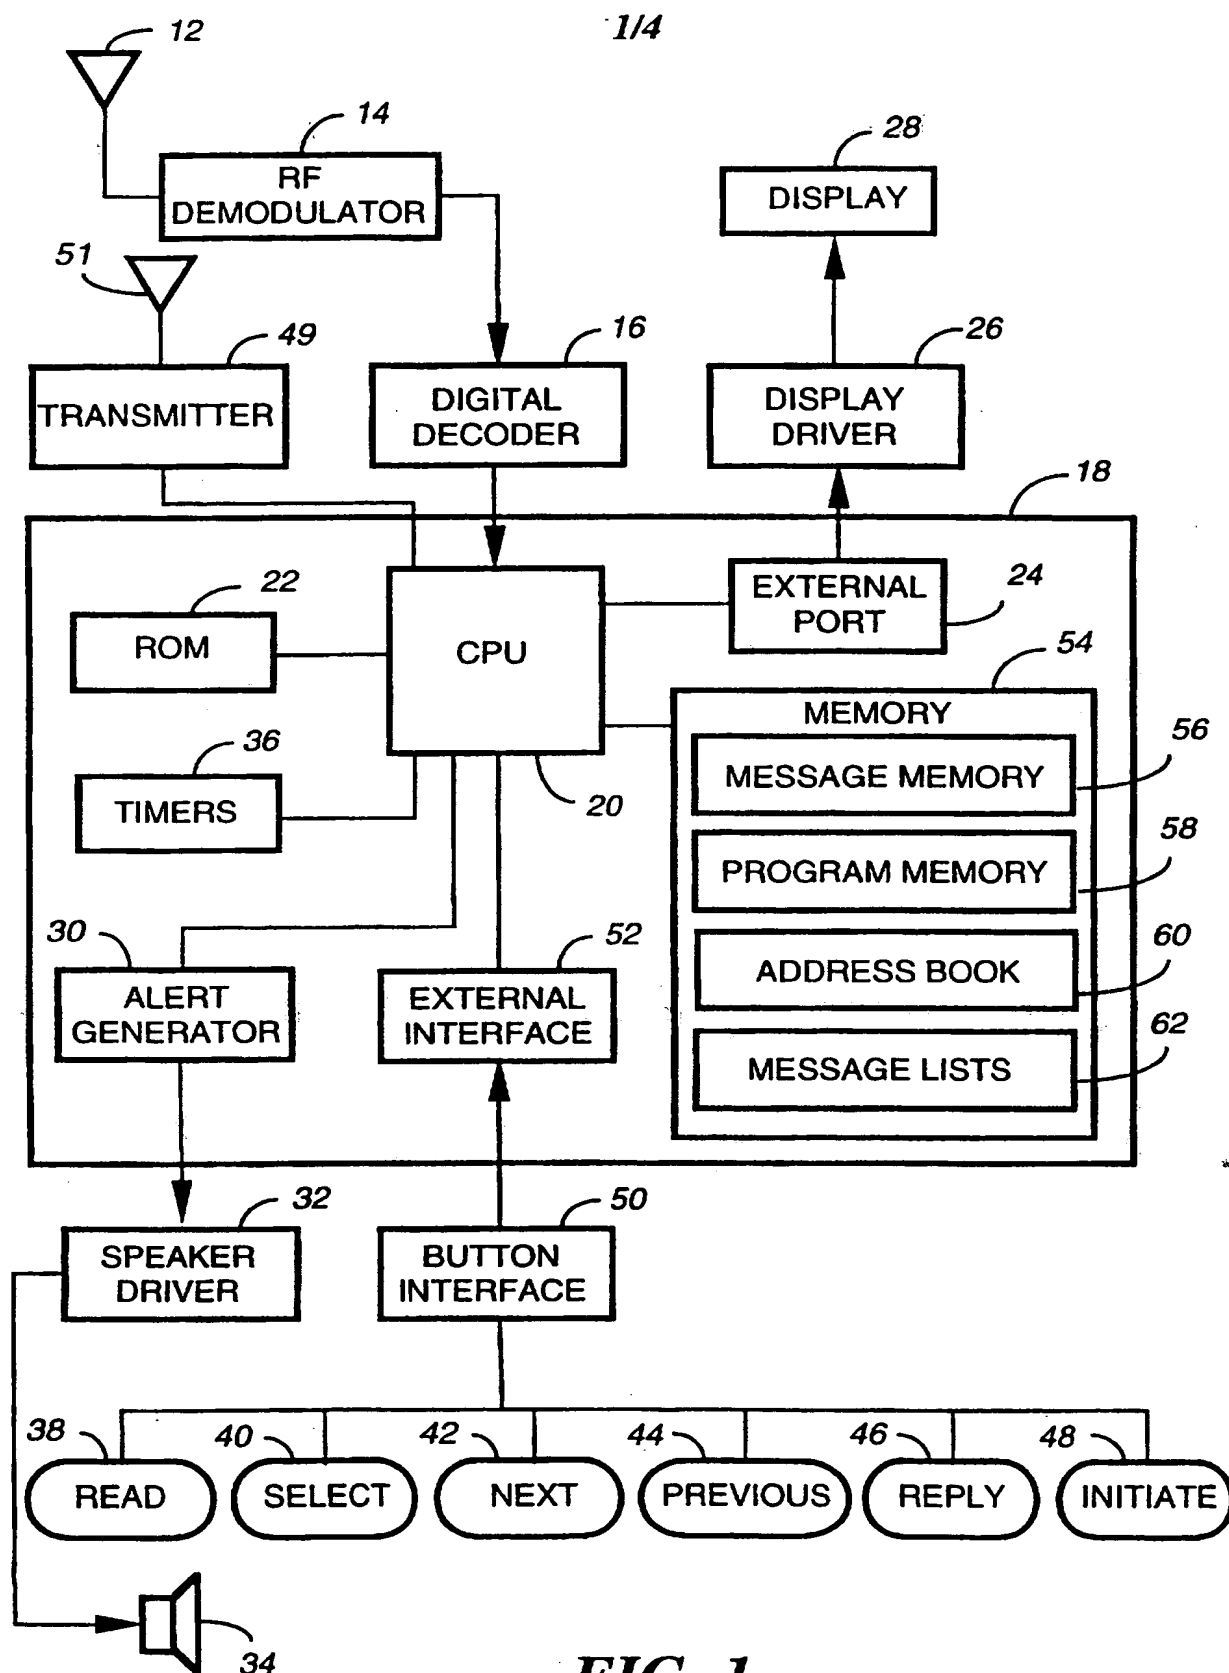 1/4
12
14
RF
DEMODULATOR
28
DISPLAY
51
49
TRANSMITTER
16
DIGITAL
DECODER
26
DISPLAY
DRIVER
18
22
ROM
CPU
20
EXTERNAL
PORT
24
54
MEMORY
MESSAGE MEMORY
56
36
TIMERS
PROGRAM MEMORY
58
ADDRESS BOOK
60
MESSAGE LISTS
62
30
ALERT
GENERATOR
52
EXTERNAL
INTERFACE
32
SPEAKER
DRIVER
50
BUTTON
INTERFACE
38
READ
40
SELECT
42
NEXT
44
PREVIOUS
46
REPLY
48
INITIATE
34
FIG. 1